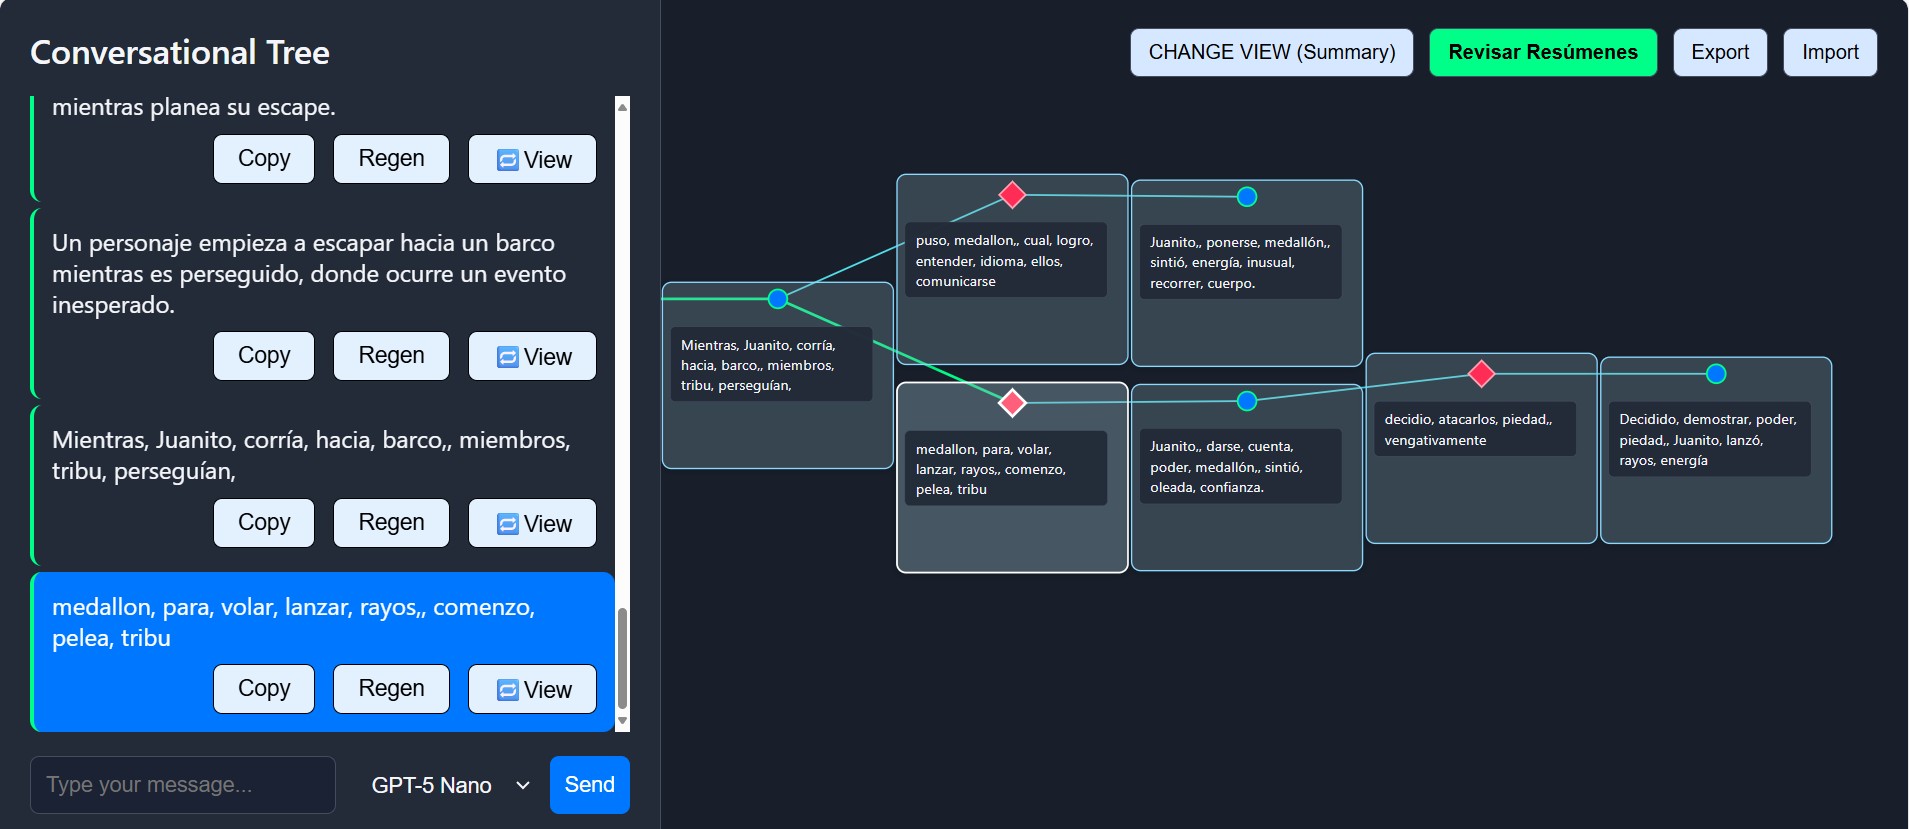 Conversational Tree
mientras planea su escape.
Copy
Regen
View
Un personaje empieza a escapar hacia un barco
mientras es perseguido, donde ocurre un evento
inesperado.
Copy
Regen
View
Mientras, Juanito, corría, hacia, barco,, miembros,
tribu, perseguían,
Copy
Regen
View
medallon, para, volar, lanzar, rayos,, comenzo,
pelea, tribu
Copy
Regen
View
Type your message...
GPT-5 Nano
Send
CHANGE VIEW (Summary)
Revisar Resúmenes
Export
Import
Mientras, Juanito, corría,
hacia, barco,, miembros,
tribu, perseguían,
puso, medallon,, cual, logro,
entender, idioma, ellos,
comunicarse
Juanito,, ponerse, medallón,,
sintió, energía, inusual,
recorrer, cuerpo.
medallon, para, volar,
lanzar, rayos,, comenzo,
pelea, tribu
Juanito,, darse, cuenta,
poder, medallón,, sintió,
oleada, confianza.
decidio, atacarlos, piedad,,
vengativamente
Decidido, demostrar, poder,
piedad,, Juanito, lanzó,
rayos, energía